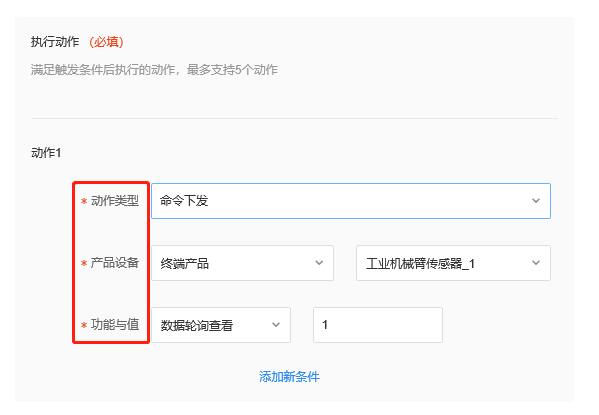 执行动作 （必填）
满足触发条件后执行的动作，最多支持5个动作
动作1
* 动作类型 命令下发
* 产品设备 终端产品 工业机械臂传感器_1
* 功能与值 数据轮询查看 1
添加新条件